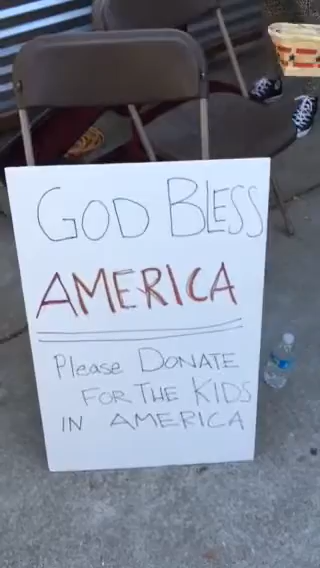 GOD BLESS
AMERICA
Please DONATE
FOR THE KIDS
IN AMERICA